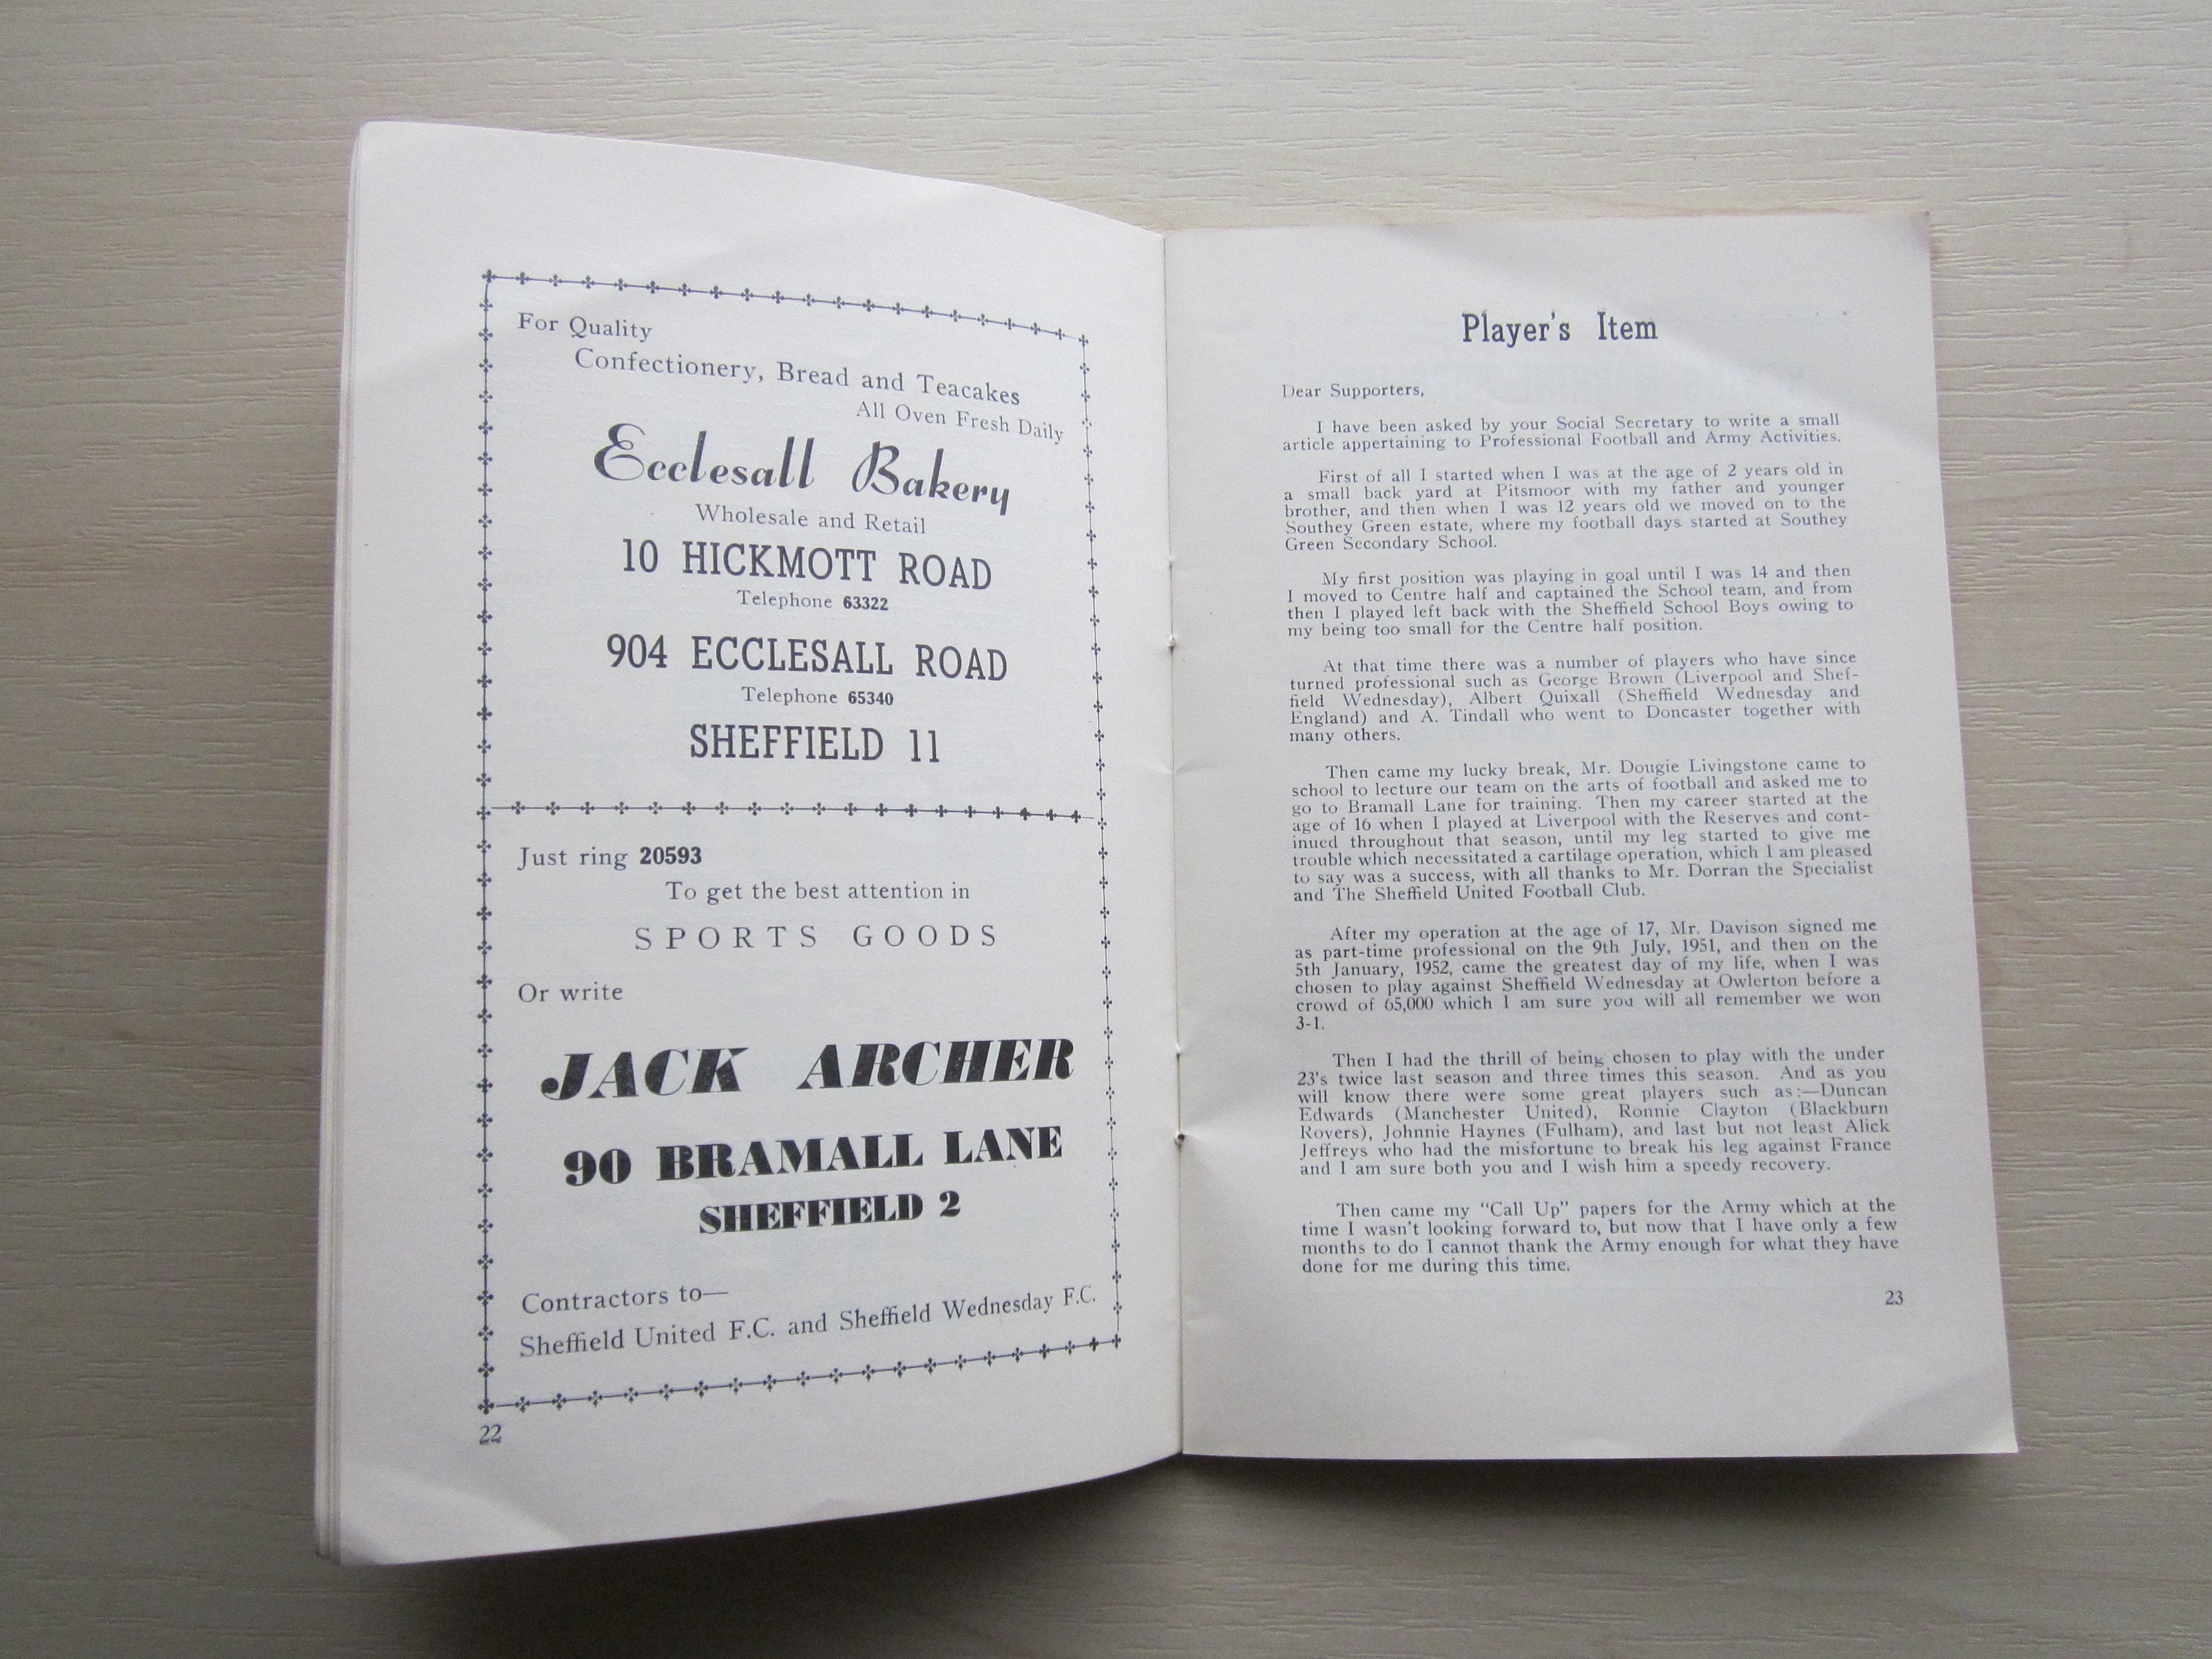 For Quality
Confectionery, Bread and Teacakes
All Oven Fresh Daily
Ecclesall Bakery
Wholesale and Retail
10 HICKMOTT ROAD
Telephone 63322
904 ECCLESALL ROAD
Telephone 65340
SHEFFIELD 11
Just ring 20593
To get the best attention in
SPORTS GOODS
Or write
JACK ARCHER
90 BRAMALL LANE
SHEFFIELD 2
Contractors to—
Sheffield United F.C. and Sheffield Wednesday F.C.
22
Player's Item
Dear Supporters,
I have been asked by your Social Secretary to write a small
article appertaining to Professional Football and Army Activities.
First of all I started when I was at the age of 2 years old in
a small back yard at Pitsmoor with my father and younger
brother, and then when I was 12 years old we moved on to the
Southey Green estate, where my football days started at Southey
Green Secondary School.
My first position was playing in goal until I was 14 and then
I moved to Centre half and captained the School team, and from
then I played left back with the Sheffield School Boys owing to
my being too small for the Centre half position.
At that time there was a number of players who have since
turned professional such as George Brown (Liverpool and Shef-
field Wednesday), Albert Quixall (Sheffield Wednesday and
England) and A. Tindall who went to Doncaster together with
many others.
Then came my lucky break, Mr. Dougie Livingstone came to
school to lecture our team on the arts of football and asked me to
go to Bramall Lane for training. Then my career started at the
age of 16 when I played at Liverpool with the Reserves and cont-
inued throughout that season, until my leg started to give me
trouble which necessitated a cartilage operation, which I am pleased
to say was a success, with all thanks to Mr. Dorran the Specialist
and The Sheffield United Football Club.
After my operation at the age of 17, Mr. Davison signed me
as part-time professional on the 9th July, 1951, and then on the
5th January, 1952, came the greatest day of my life, when I was
chosen to play against Sheffield Wednesday at Owlerton before a
crowd of 65,000 which I am sure you will all remember we won
3-1.
Then I had the thrill of being chosen to play with the under
23's twice last season and three times this season. And as you
will know there were some great players such as:—Duncan
Edwards (Manchester United), Ronnie Clayton (Blackburn
Rovers), Johnnie Haynes (Fulham), and last but not least Alick
Jeffreys who had the misfortune to break his leg against France
and I am sure both you and I wish him a speedy recovery.
Then came my "Call Up" papers for the Army which at the
time I wasn't looking forward to, but now that I have only a few
months to do I cannot thank the Army enough for what they have
done for me during this time.
23